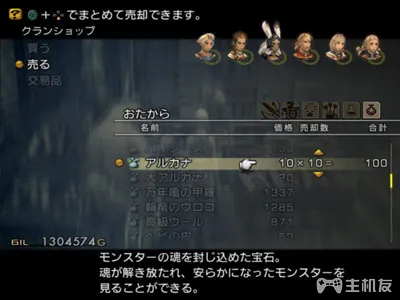 + でまとめて売却できます。
クランショップ
買う
売る
交易品
おたから
名前 価格 売却数 合計
アルカナ 10×10= 100
大アルカナ 20
万年亀の甲羅 1337
輪竜のウロコ 1285
高級ウール 871
52
GIL 1304574G
モンスターの魂を封じ込めた宝石。
魂が解き放たれ、安らかになったモンスターを
見ることができる。
主机友